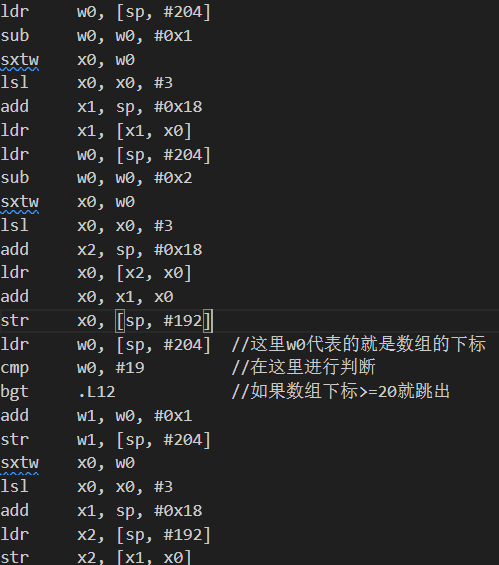 ldr w0, [sp, #204]
sub w0, w0, #0x1
sxtw x0, w0
lsl x0, x0, #3
add x1, sp, #0x18
ldr x1, [x1, x0]
ldr w0, [sp, #204]
sub w0, w0, #0x2
sxtw x0, w0
lsl x0, x0, #3
add x2, sp, #0x18
ldr x0, [x2, x0]
add x0, x1, x0
str x0, [sp, #192]
ldr w0, [sp, #204] //这里w0代表的就是数组的下标
cmp w0, #19 //在这里进行判断
bgt .L12 //如果数组下标>=20就跳出
add w1, w0, #0x1
str w1, [sp, #204]
sxtw x0, w0
lsl x0, x0, #3
add x1, sp, #0x18
ldr x2, [sp, #192]
str x2, [x1, x0]